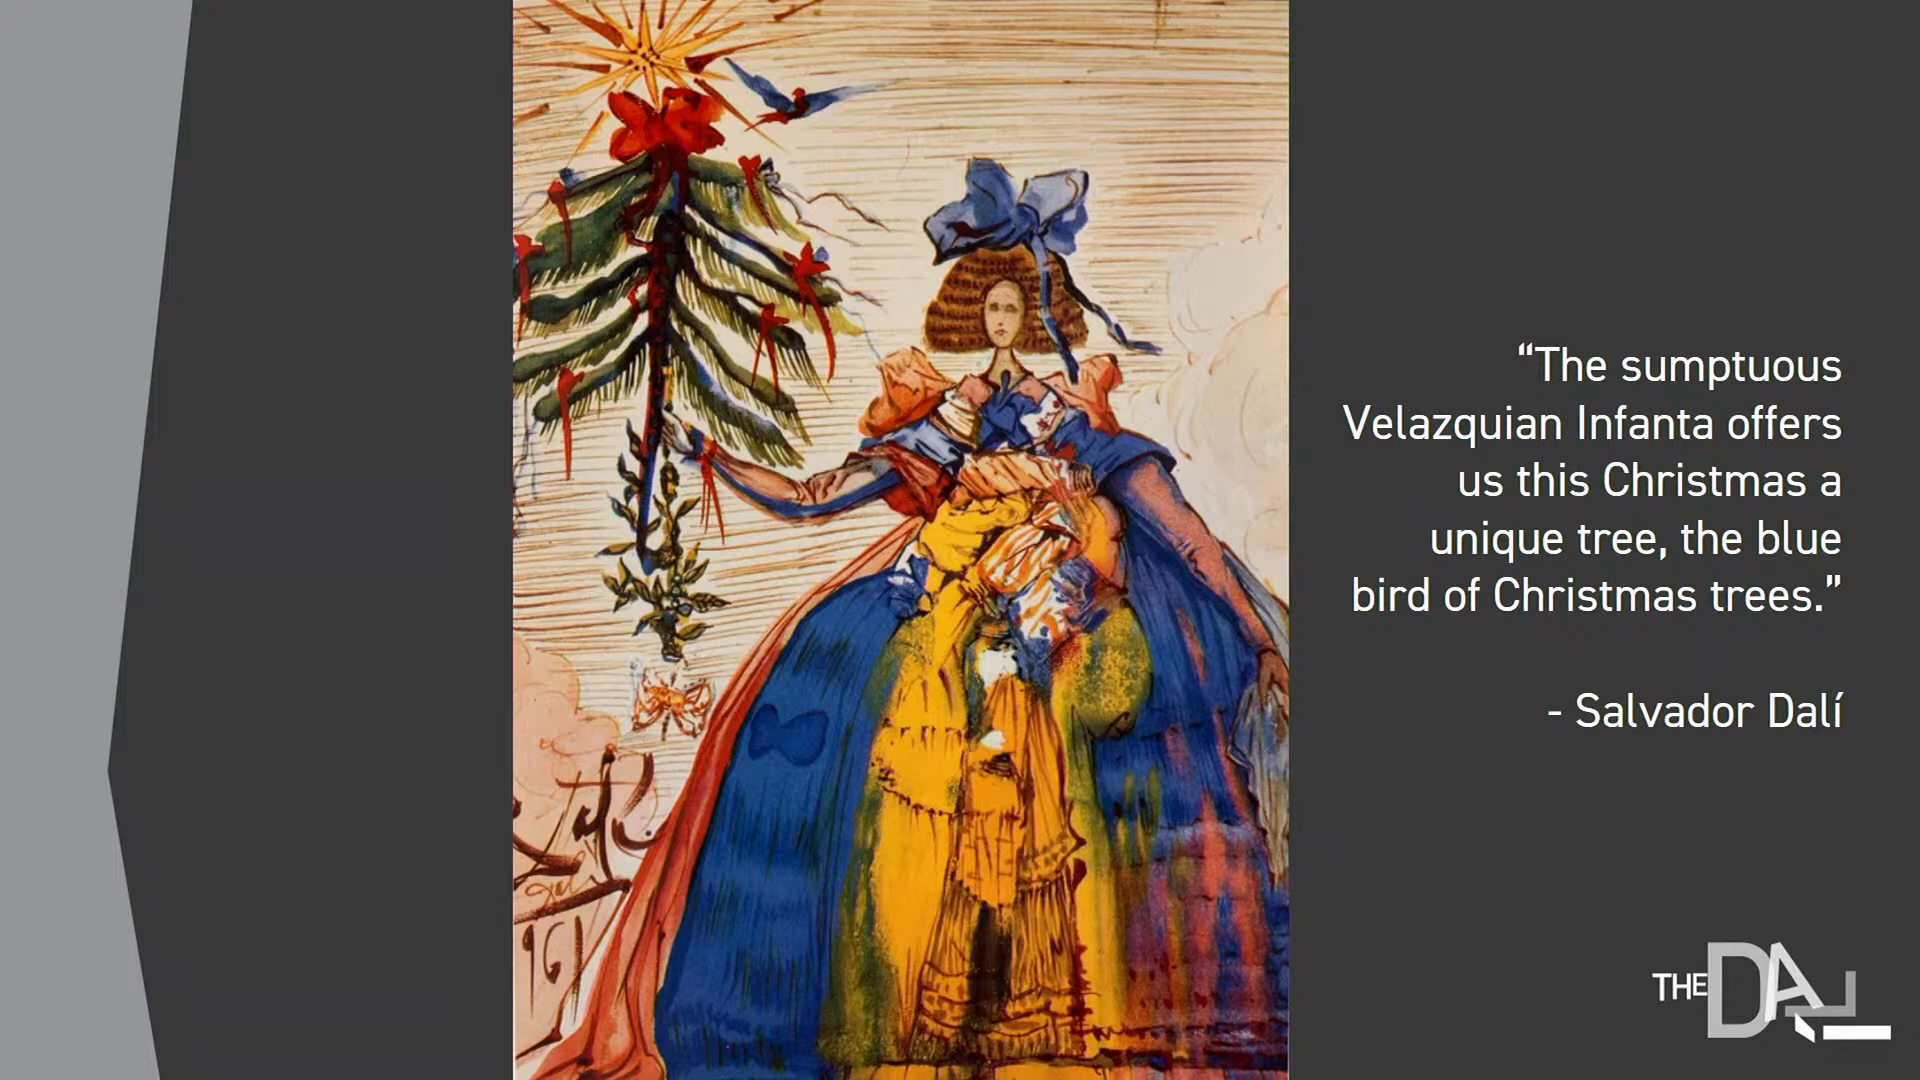 “The sumptuous
Velazquian Infanta offers
us this Christmas a
unique tree, the blue
bird of Christmas trees.”
- Salvador Dalí
THE DALÍ